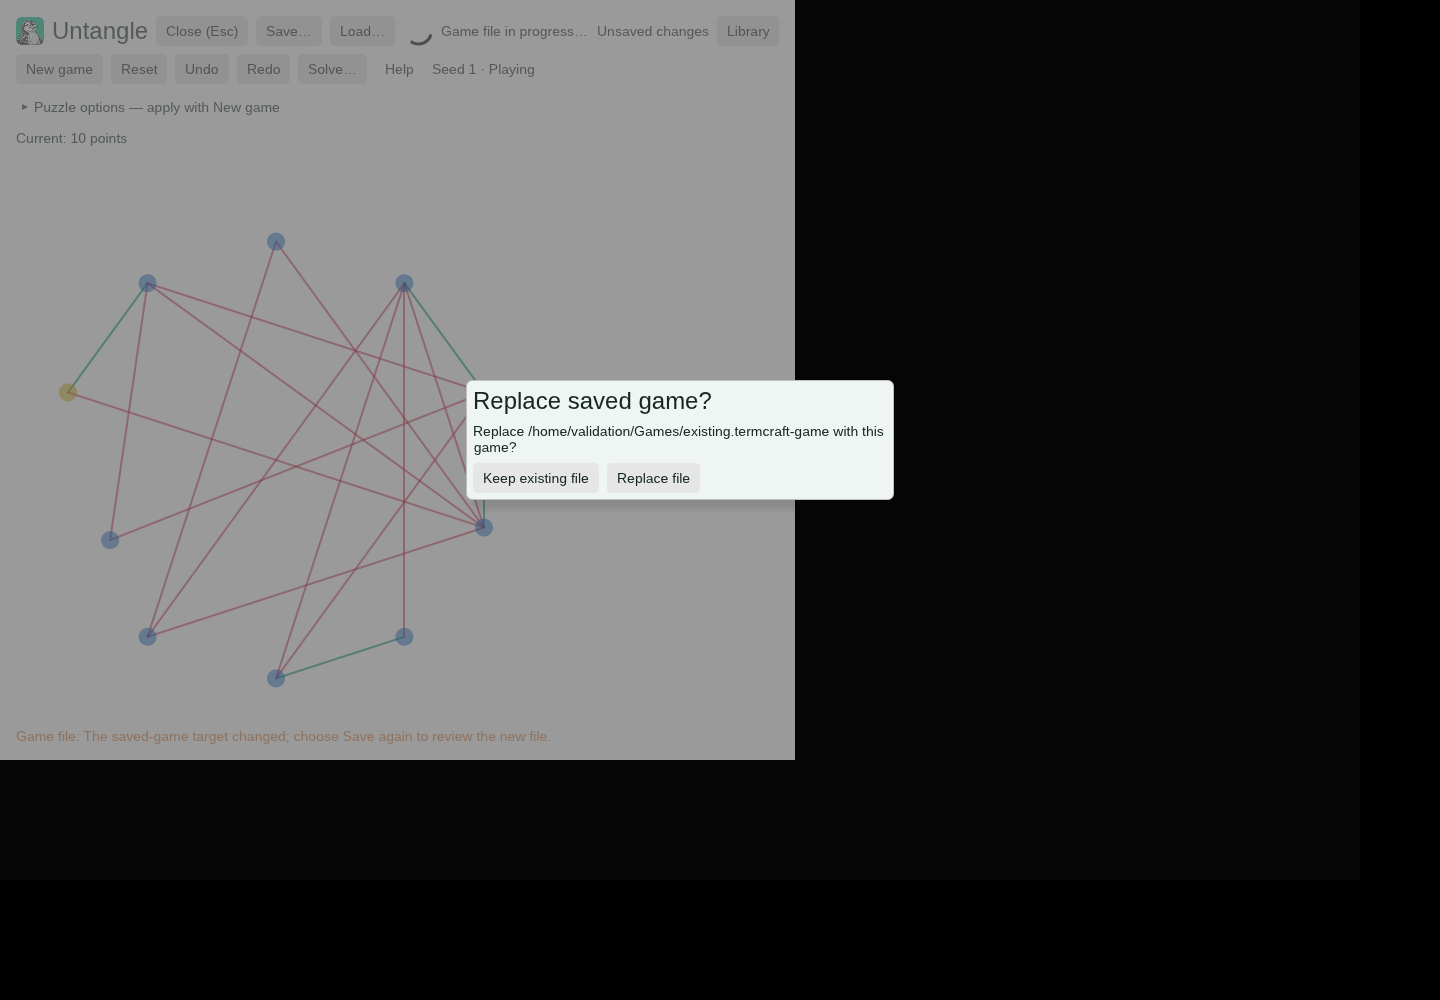 Untangle Close (Esc) Save… Load… Game file in progress… Unsaved changes Library
New game Reset Undo Redo Solve… Help Seed 1 · Playing
▸ Puzzle options — apply with New game
Current: 10 points
Replace saved game?
Replace /home/validation/Games/existing.termcraft-game with this
game?
Keep existing file Replace file
Game file: The saved-game target changed; choose Save again to review the new file.